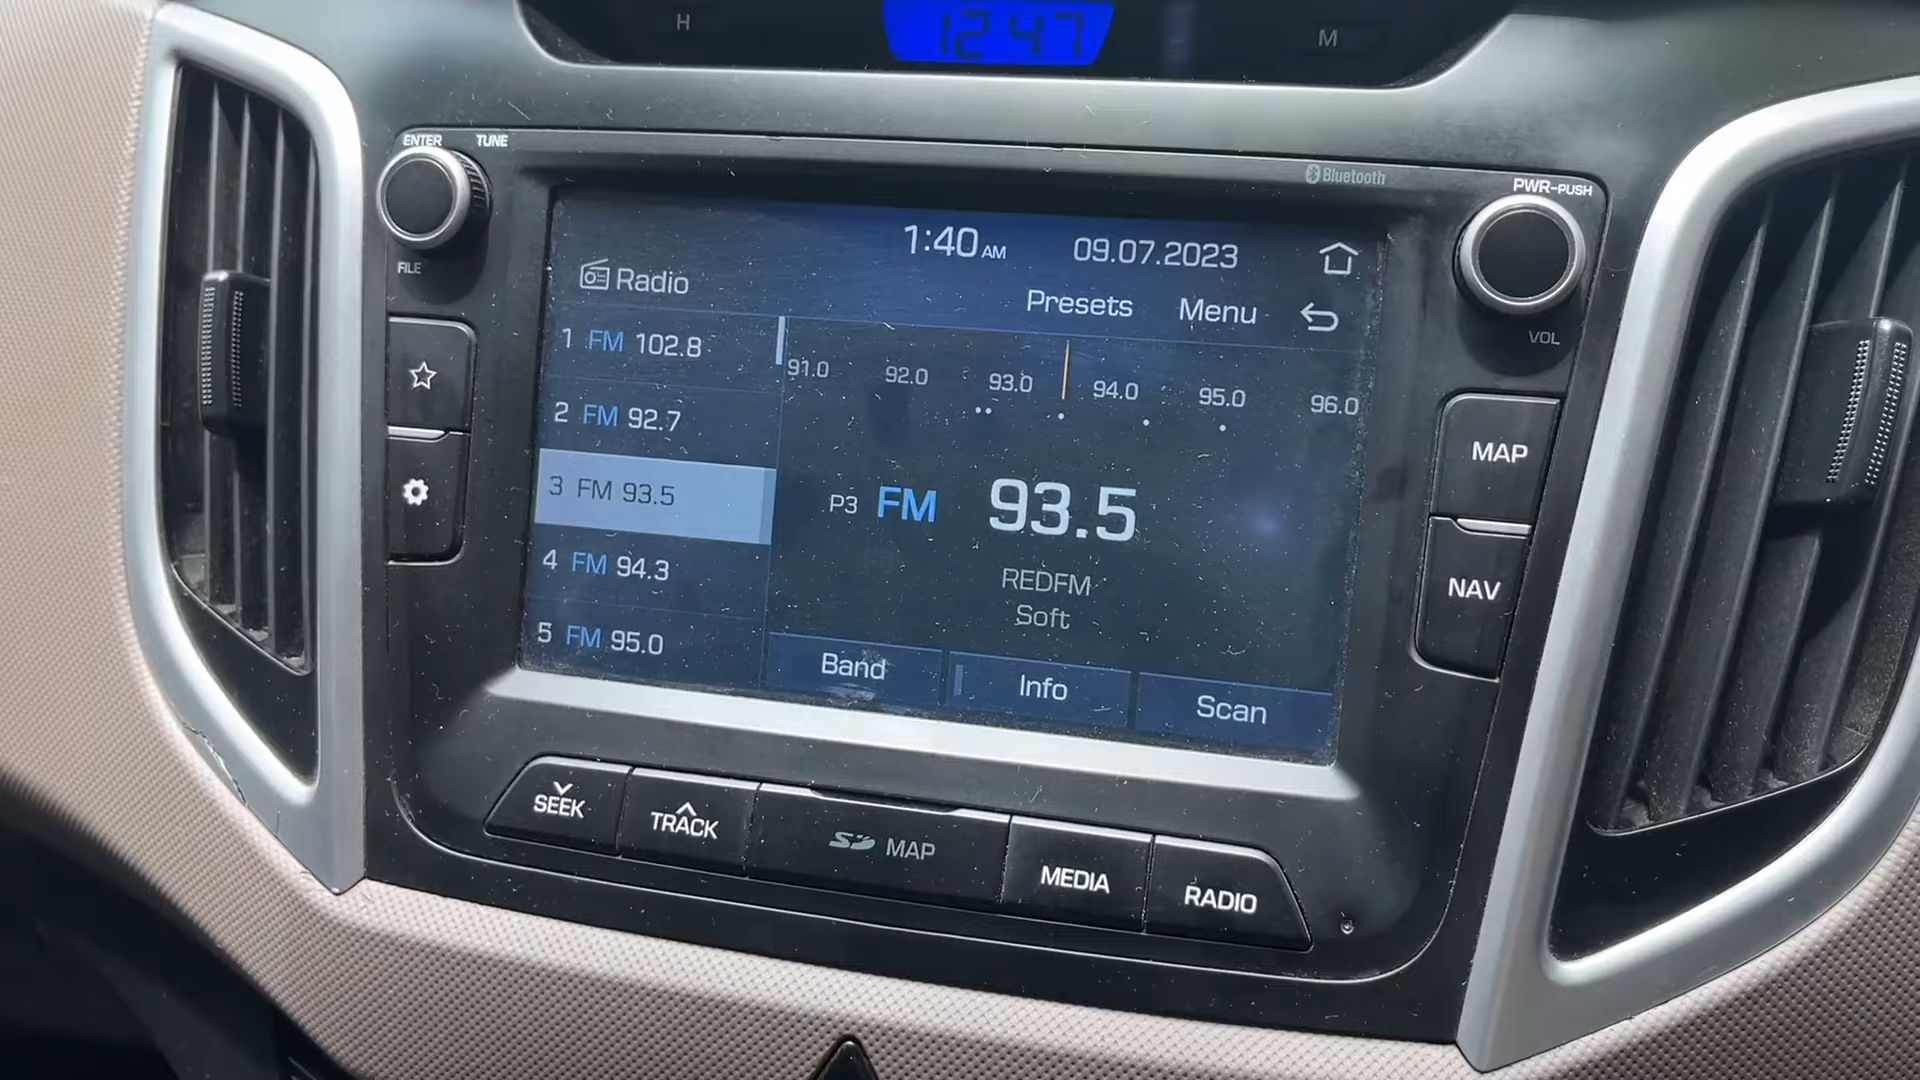 H
12:47
M
ENTER TUNE
Bluetooth
PWR-PUSH
FILE
VOL
1:40 AM 09.07.2023
Radio
Presets Menu
1 FM 102.8
2 FM 92.7
3 FM 93.5
4 FM 94.3
5 FM 95.0
91.0 92.0 93.0 94.0 95.0 96.0
P3 FM 93.5
REDFM
Soft
Band Info Scan
MAP
NAV
SEEK
TRACK
SD MAP
MEDIA
RADIO